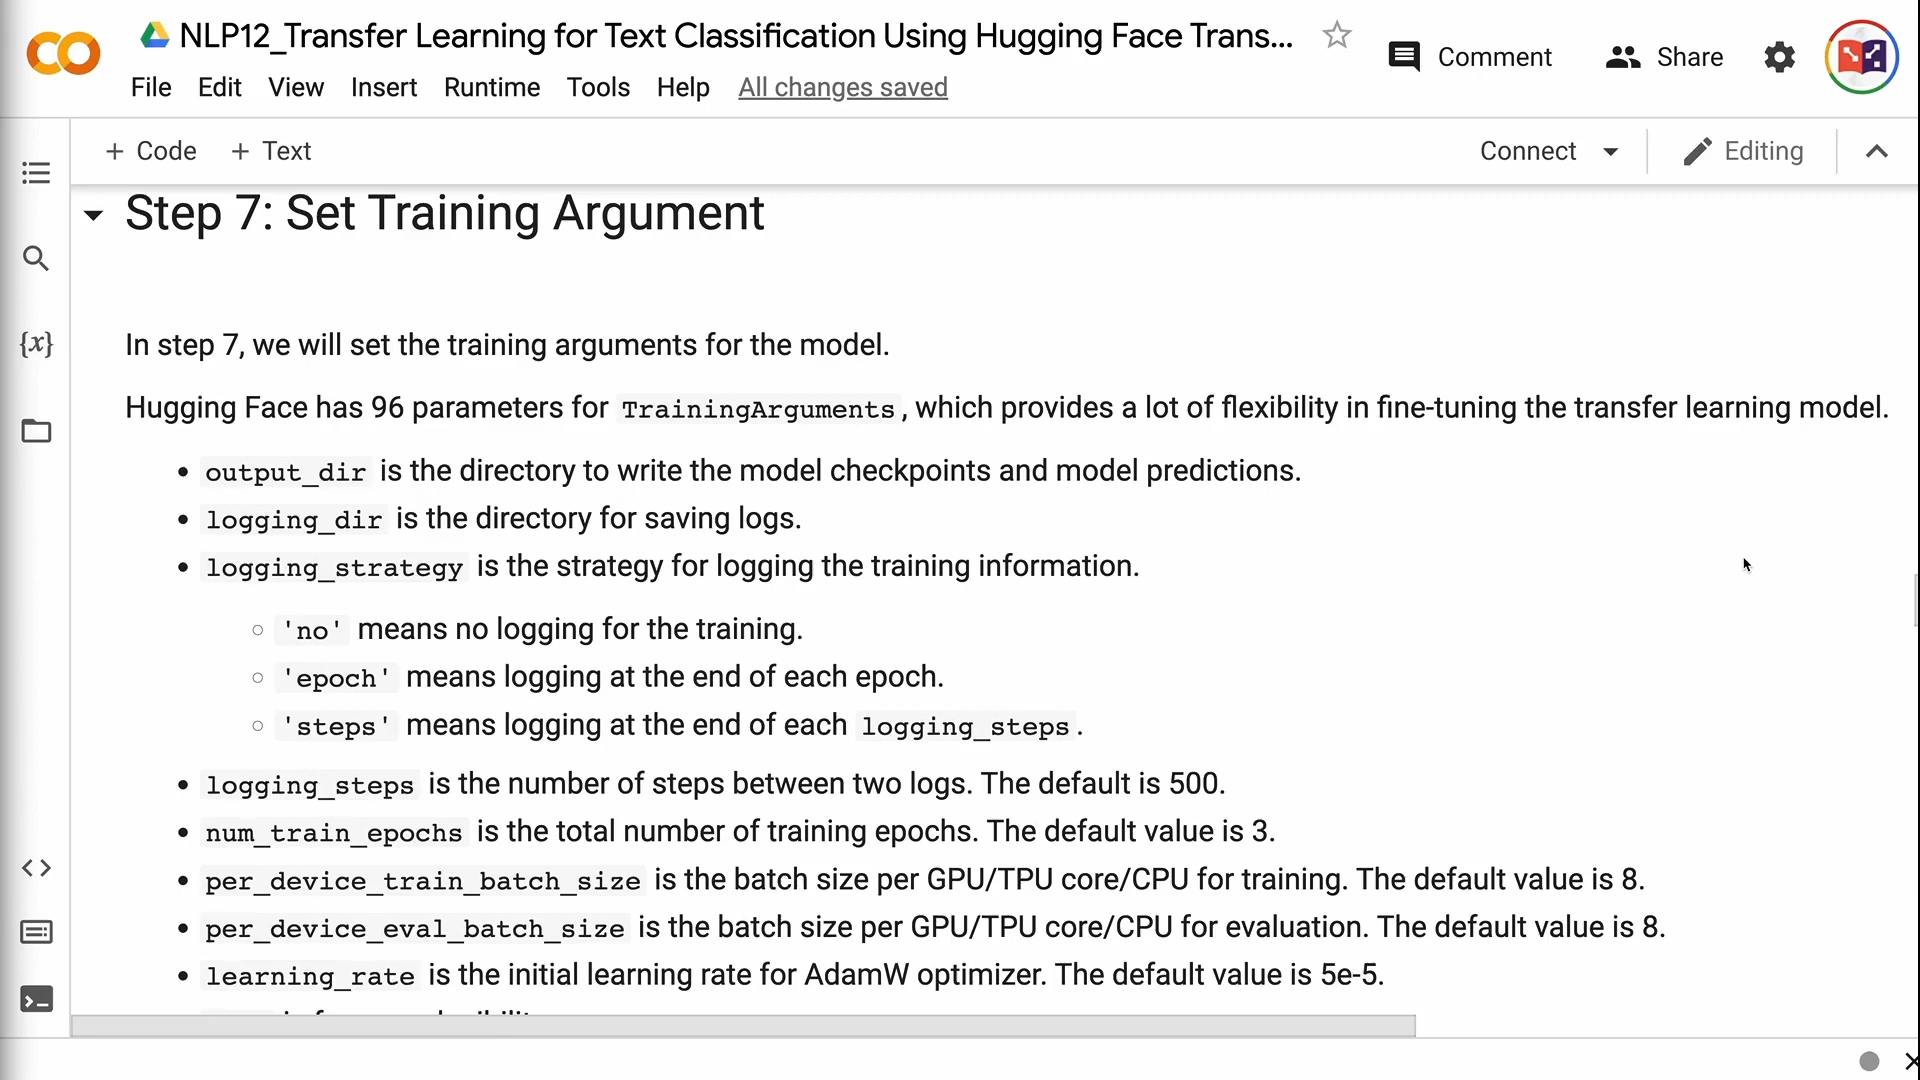 NLP12_Transfer Learning for Text Classification Using Hugging Face Trans...
Comment
Share
File Edit View Insert Runtime Tools Help All changes saved
+ Code + Text
Connect
Editing
Step 7: Set Training Argument
In step 7, we will set the training arguments for the model.
{x}
Hugging Face has 96 parameters for TrainingArguments, which provides a lot of flexibility in fine-tuning the transfer learning model.
output_dir is the directory to write the model checkpoints and model predictions.
logging_dir is the directory for saving logs.
logging_strategy is the strategy for logging the training information.
'no' means no logging for the training.
'epoch' means logging at the end of each epoch.
'steps' means logging at the end of each logging_steps.
logging_steps is the number of steps between two logs. The default is 500.
num_train_epochs is the total number of training epochs. The default value is 3.
per_device_train_batch_size is the batch size per GPU/TPU core/CPU for training. The default value is 8.
per_device_eval_batch_size is the batch size per GPU/TPU core/CPU for evaluation. The default value is 8.
learning_rate is the initial learning rate for AdamW optimizer. The default value is 5e-5.